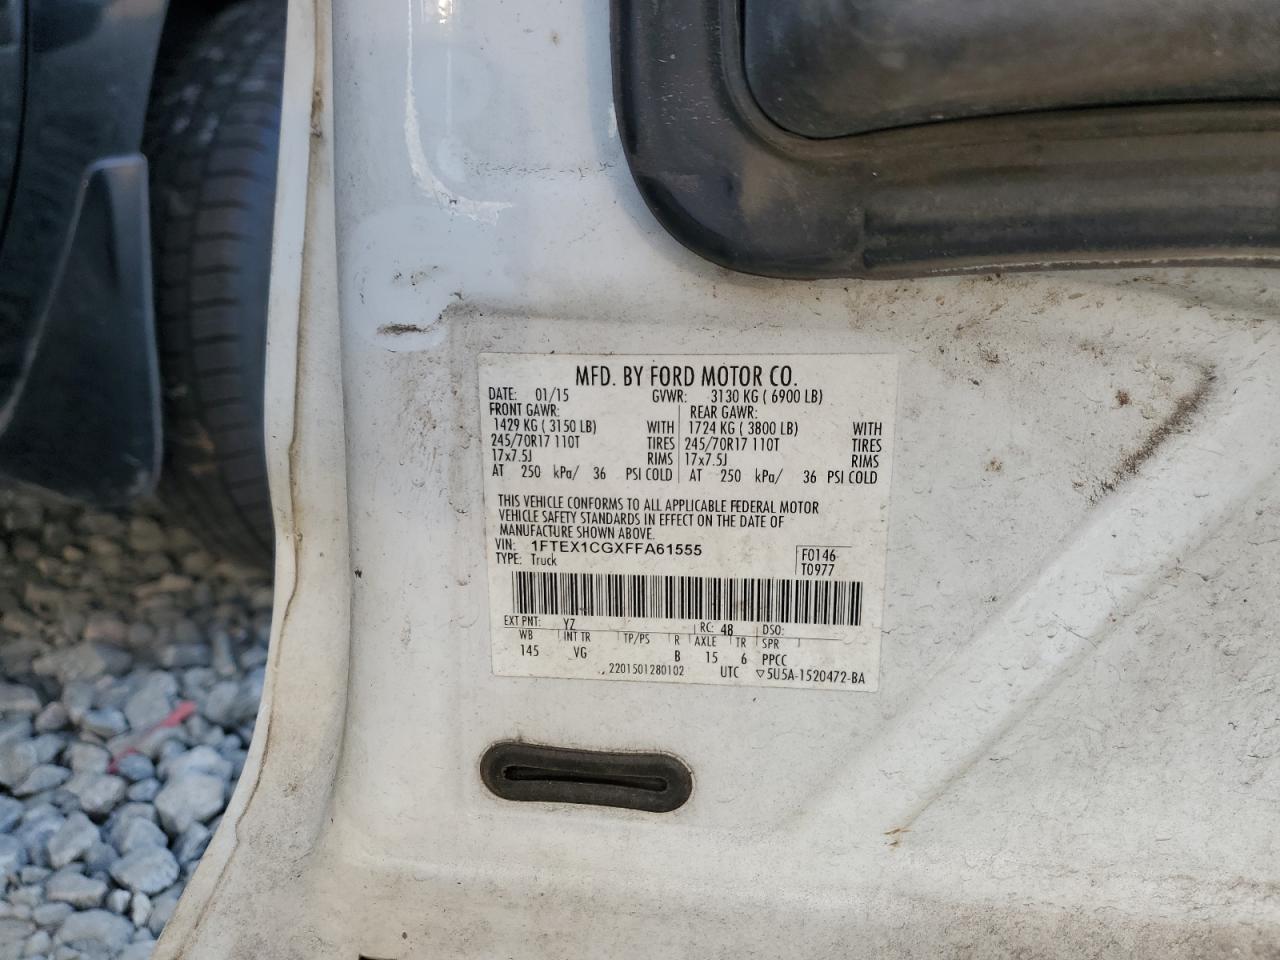 MFD. BY FORD MOTOR CO.
DATE: 01/15 GVWR: 3130 KG ( 6900 LB)
FRONT GAWR: REAR GAWR:
1429 KG ( 3150 LB) WITH 1724 KG ( 3800 LB) WITH
245/70R17 110T TIRES 245/70R17 110T TIRES
17x7.5J RIMS 17x7.5J RIMS
AT 250 kPa/ 36 PSI COLD AT 250 kPa/ 36 PSI COLD
THIS VEHICLE CONFORMS TO ALL APPLICABLE FEDERAL MOTOR
VEHICLE SAFETY STANDARDS IN EFFECT ON THE DATE OF
MANUFACTURE SHOWN ABOVE.
VIN: 1FTEX1CGXFFA61555 F0146
TYPE: Truck T0977
EXT PNT: YZ RC: 48 DSO:
WB INT TR TP/PS R AXLE TR SPR
145 VG B 15 6 PPCC
2201501280102 UTC ▽5U5A-1520472-BA